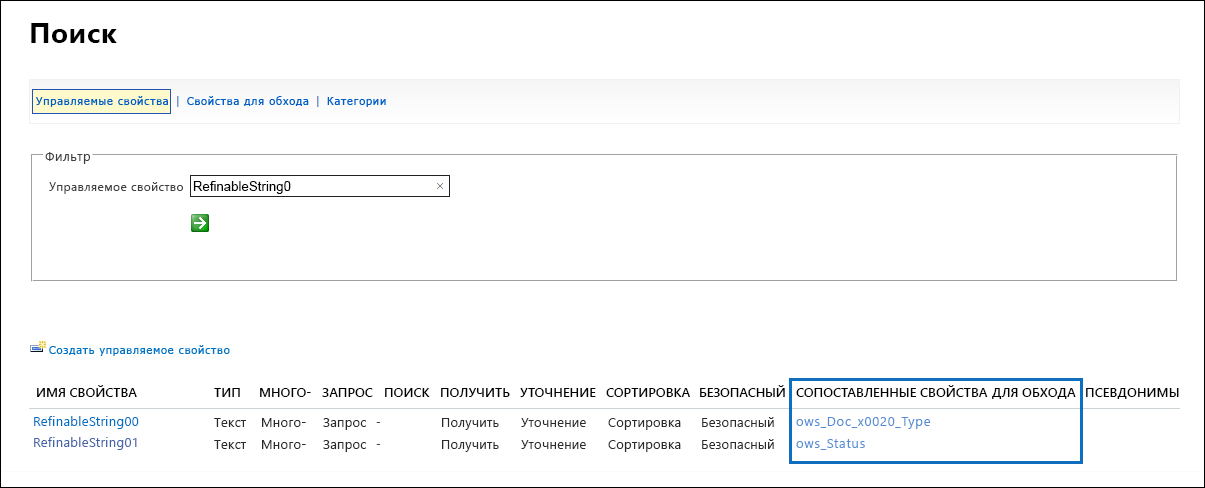 Поиск
Управляемые свойства | Свойства для обхода | Категории
Фильтр
Управляемое свойство RefinableString0 ×
Создать управляемое свойство
ИМЯ СВОЙСТВА ТИП МНОГО- ЗАПРОС ПОИСК ПОЛУЧИТЬ УТОЧНЕНИЕ СОРТИРОВКА БЕЗОПАСНЫЙ СОПОСТАВЛЕННЫЕ СВОЙСТВА ДЛЯ ОБХОДА ПСЕВДОНИМЫ
RefinableString00 Текст Много- Запрос - Получить Уточнение Сортировка Безопасный ows_Doc_x0020_Type
RefinableString01 Текст Много- Запрос - Получить Уточнение Сортировка Безопасный ows_Status